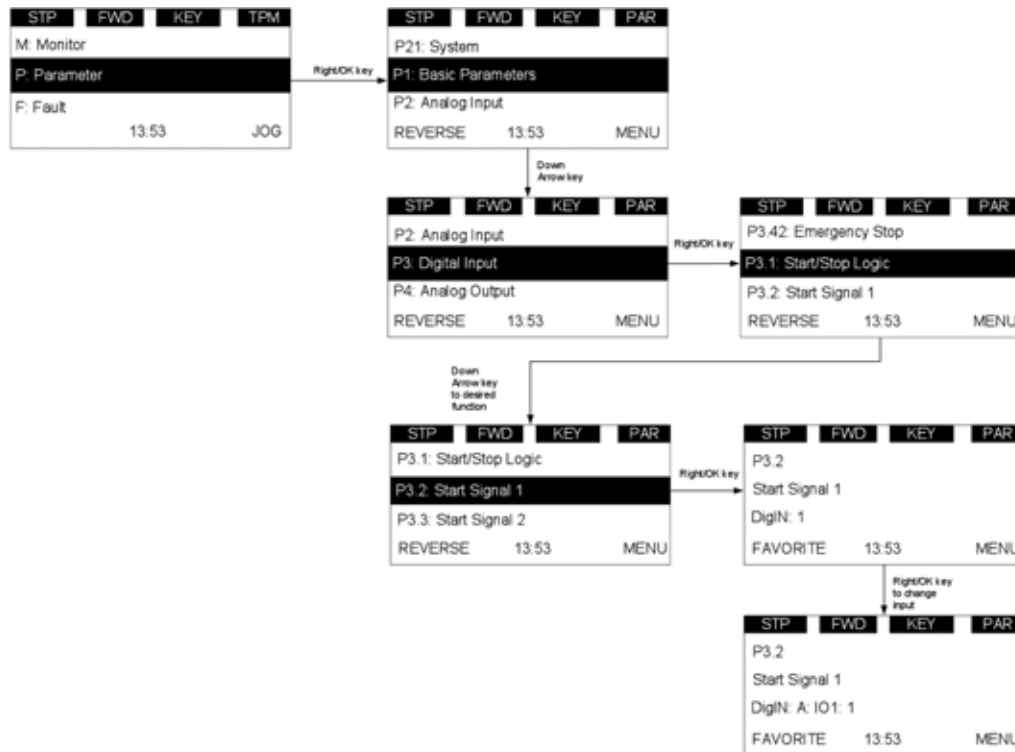 STP FWD KEY TPM
M: Monitor
P: Parameter
F: Fault
13:53 JOG
Right/OK key
STP FWD KEY PAR
P21: System
P1: Basic Parameters
P2: Analog Input
REVERSE 13:53 MENU
Down
Arrow key
STP FWD KEY PAR
P2: Analog Input
P3: Digital Input
P4: Analog Output
REVERSE 13:53 MENU
Right/OK key
STP FWD KEY PAR
P3.42: Emergency Stop
P3.1: Start/Stop Logic
P3.2: Start Signal 1
REVERSE 13:53 MENU
Down
Arrow key
to desired
function
STP FWD KEY PAR
P3.1: Start/Stop Logic
P3.2: Start Signal 1
P3.3: Start Signal 2
REVERSE 13:53 MENU
Right/OK key
STP FWD KEY PAR
P3.2
Start Signal 1
DigIN: 1
FAVORITE 13:53 MENU
Right/OK key
to change
input
STP FWD KEY PAR
P3.2
Start Signal 1
DigIN: A: IO1: 1
FAVORITE 13:53 MENU